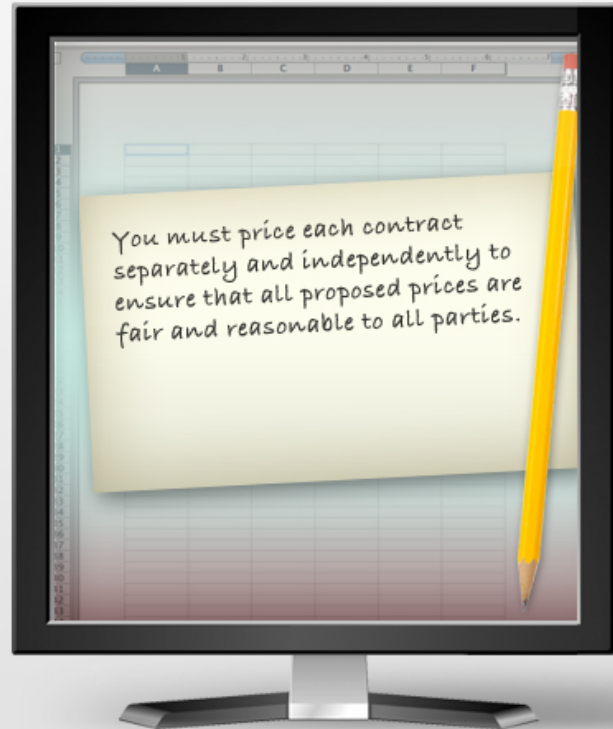 A B C D E F
You must price each contract
separately and independently to
ensure that all proposed prices are
fair and reasonable to all parties.